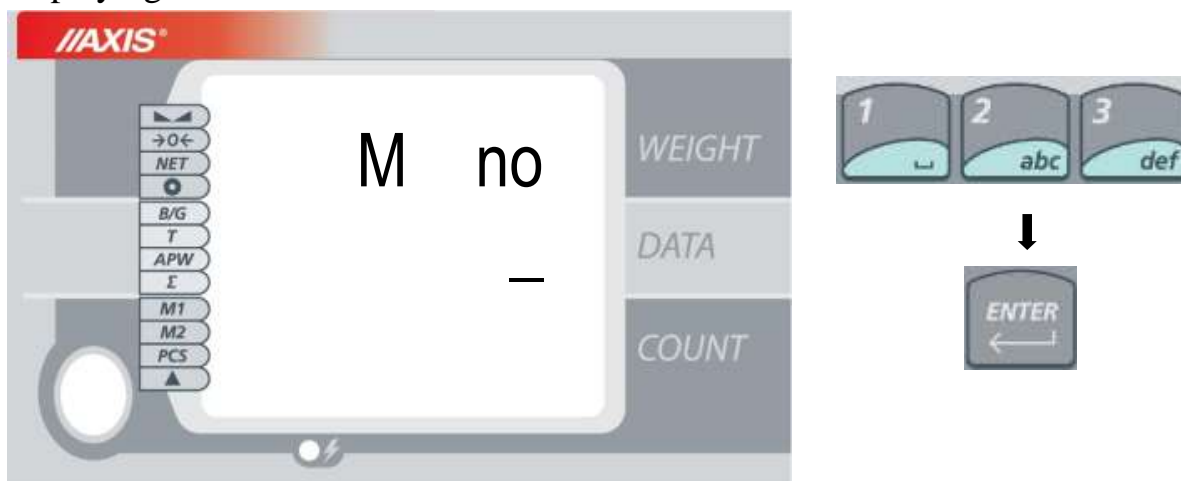 //AXIS®
→0←
NET
B/G
T
APW
Σ
M1
M2
PCS
M no
_
WEIGHT
DATA
COUNT
1
2 abc
3 def
ENTER